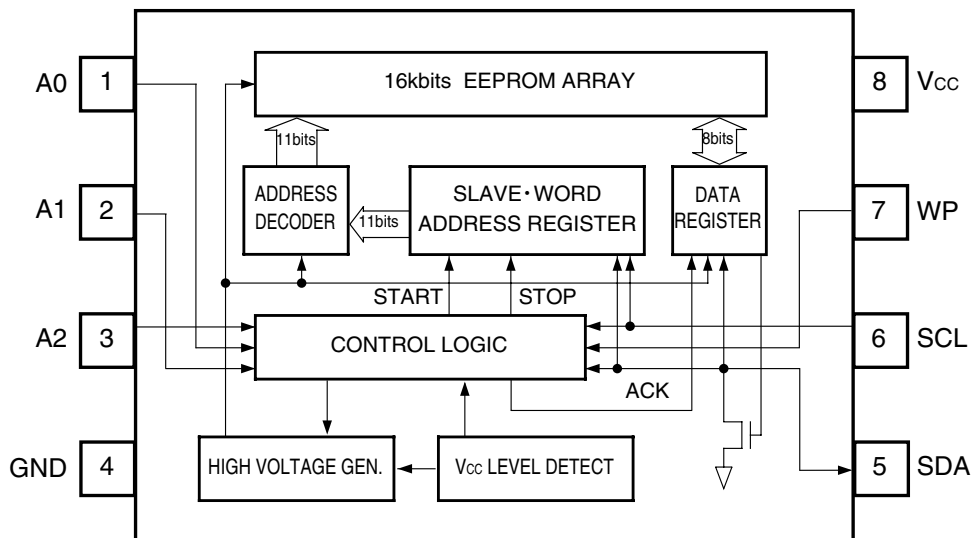 A0
1
16kbits EEPROM ARRAY
8
Vcc
11bits
8bits
A1
2
ADDRESS
DECODER
11bits
SLAVE・WORD
ADDRESS REGISTER
DATA
REGISTER
7
WP
START
STOP
A2
3
CONTROL LOGIC
6
SCL
ACK
GND
4
HIGH VOLTAGE GEN.
Vcc LEVEL DETECT
5
SDA